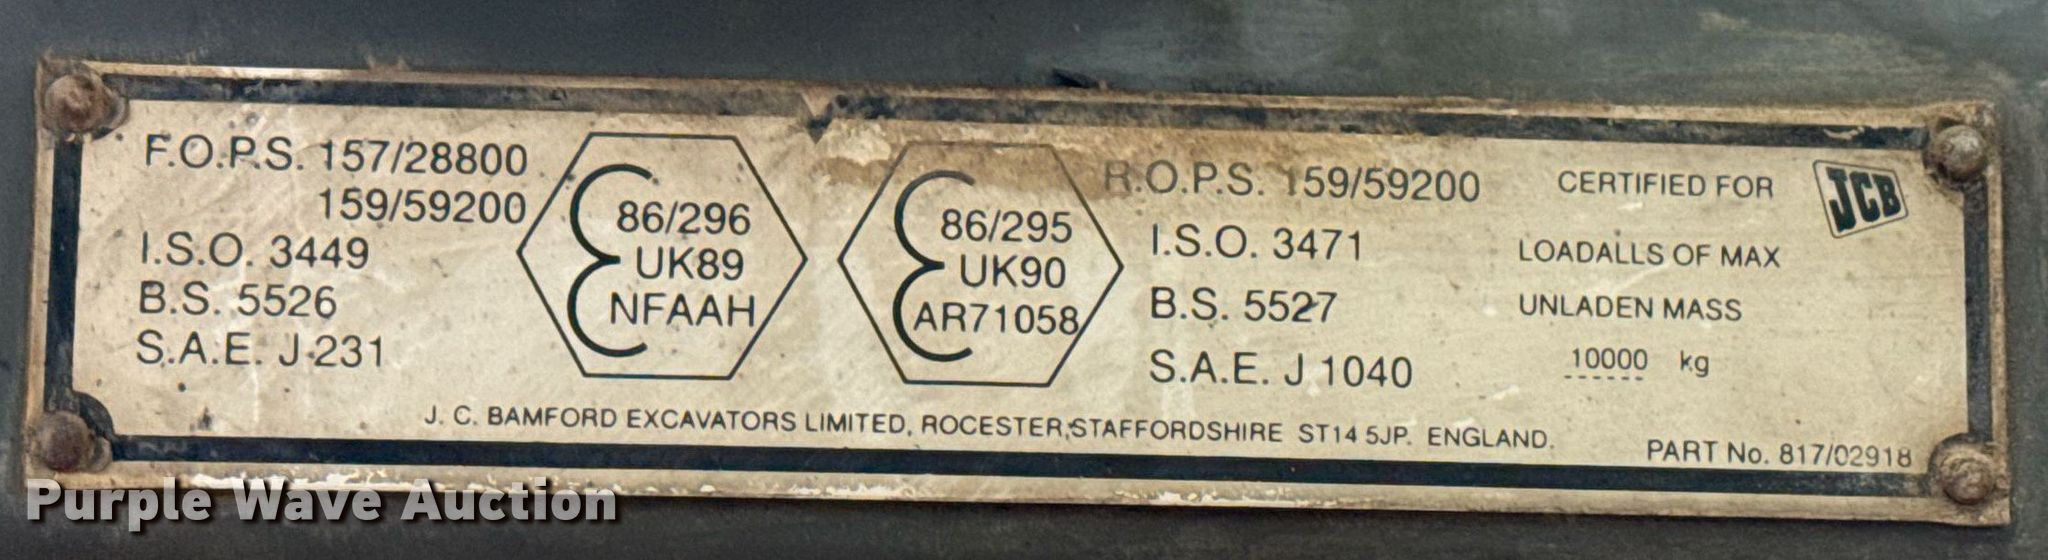 F.O.P.S. 157/28800
159/59200
I.S.O. 3449
B.S. 5526
S.A.E. J 231
86/296
UK89
NFAAH
86/295
UK90
AR71058
R.O.P.S. 159/59200
I.S.O. 3471
B.S. 5527
S.A.E. J 1040
CERTIFIED FOR
LOADALLS OF MAX
UNLADEN MASS
10000 kg
JCB
J. C. BAMFORD EXCAVATORS LIMITED, ROCESTER, STAFFORDSHIRE ST14 5JP. ENGLAND.
PART No. 817/02918
Purple Wave Auction